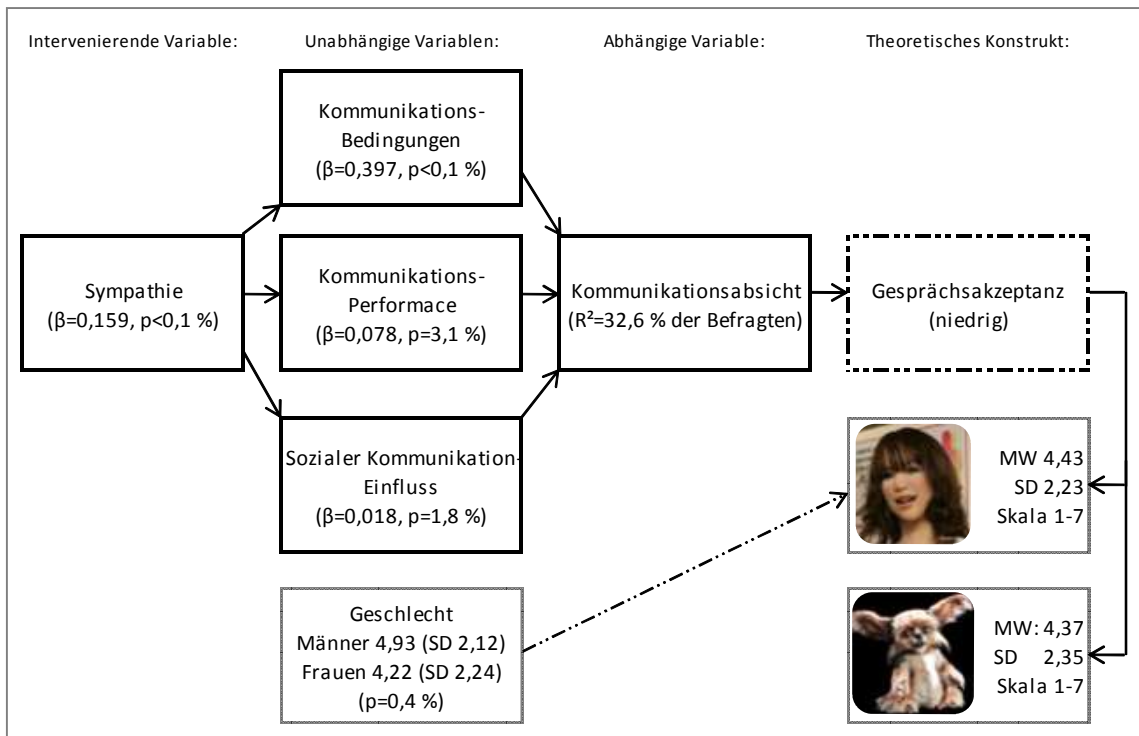 Intervenierende Variable:
Unabhängige Variablen:
Abhängige Variable:
Theoretisches Konstrukt:
Kommunikations-
Bedingungen
(β=0,397, p<0,1 %)
Sympathie
(β=0,159, p<0,1 %)
Kommunikations-
Performace
(β=0,078, p=3,1 %)
Kommunikationsabsicht
(R²=32,6 % der Befragten)
Gesprächsakzeptanz
(niedrig)
Sozialer Kommunikation-
Einfluss
(β=0,018, p=1,8 %)
MW 4,43
SD 2,23
Skala 1-7
Geschlecht
Männer 4,93 (SD 2,12)
Frauen 4,22 (SD 2,24)
(p=0,4 %)
MW: 4,37
SD 2,35
Skala 1-7